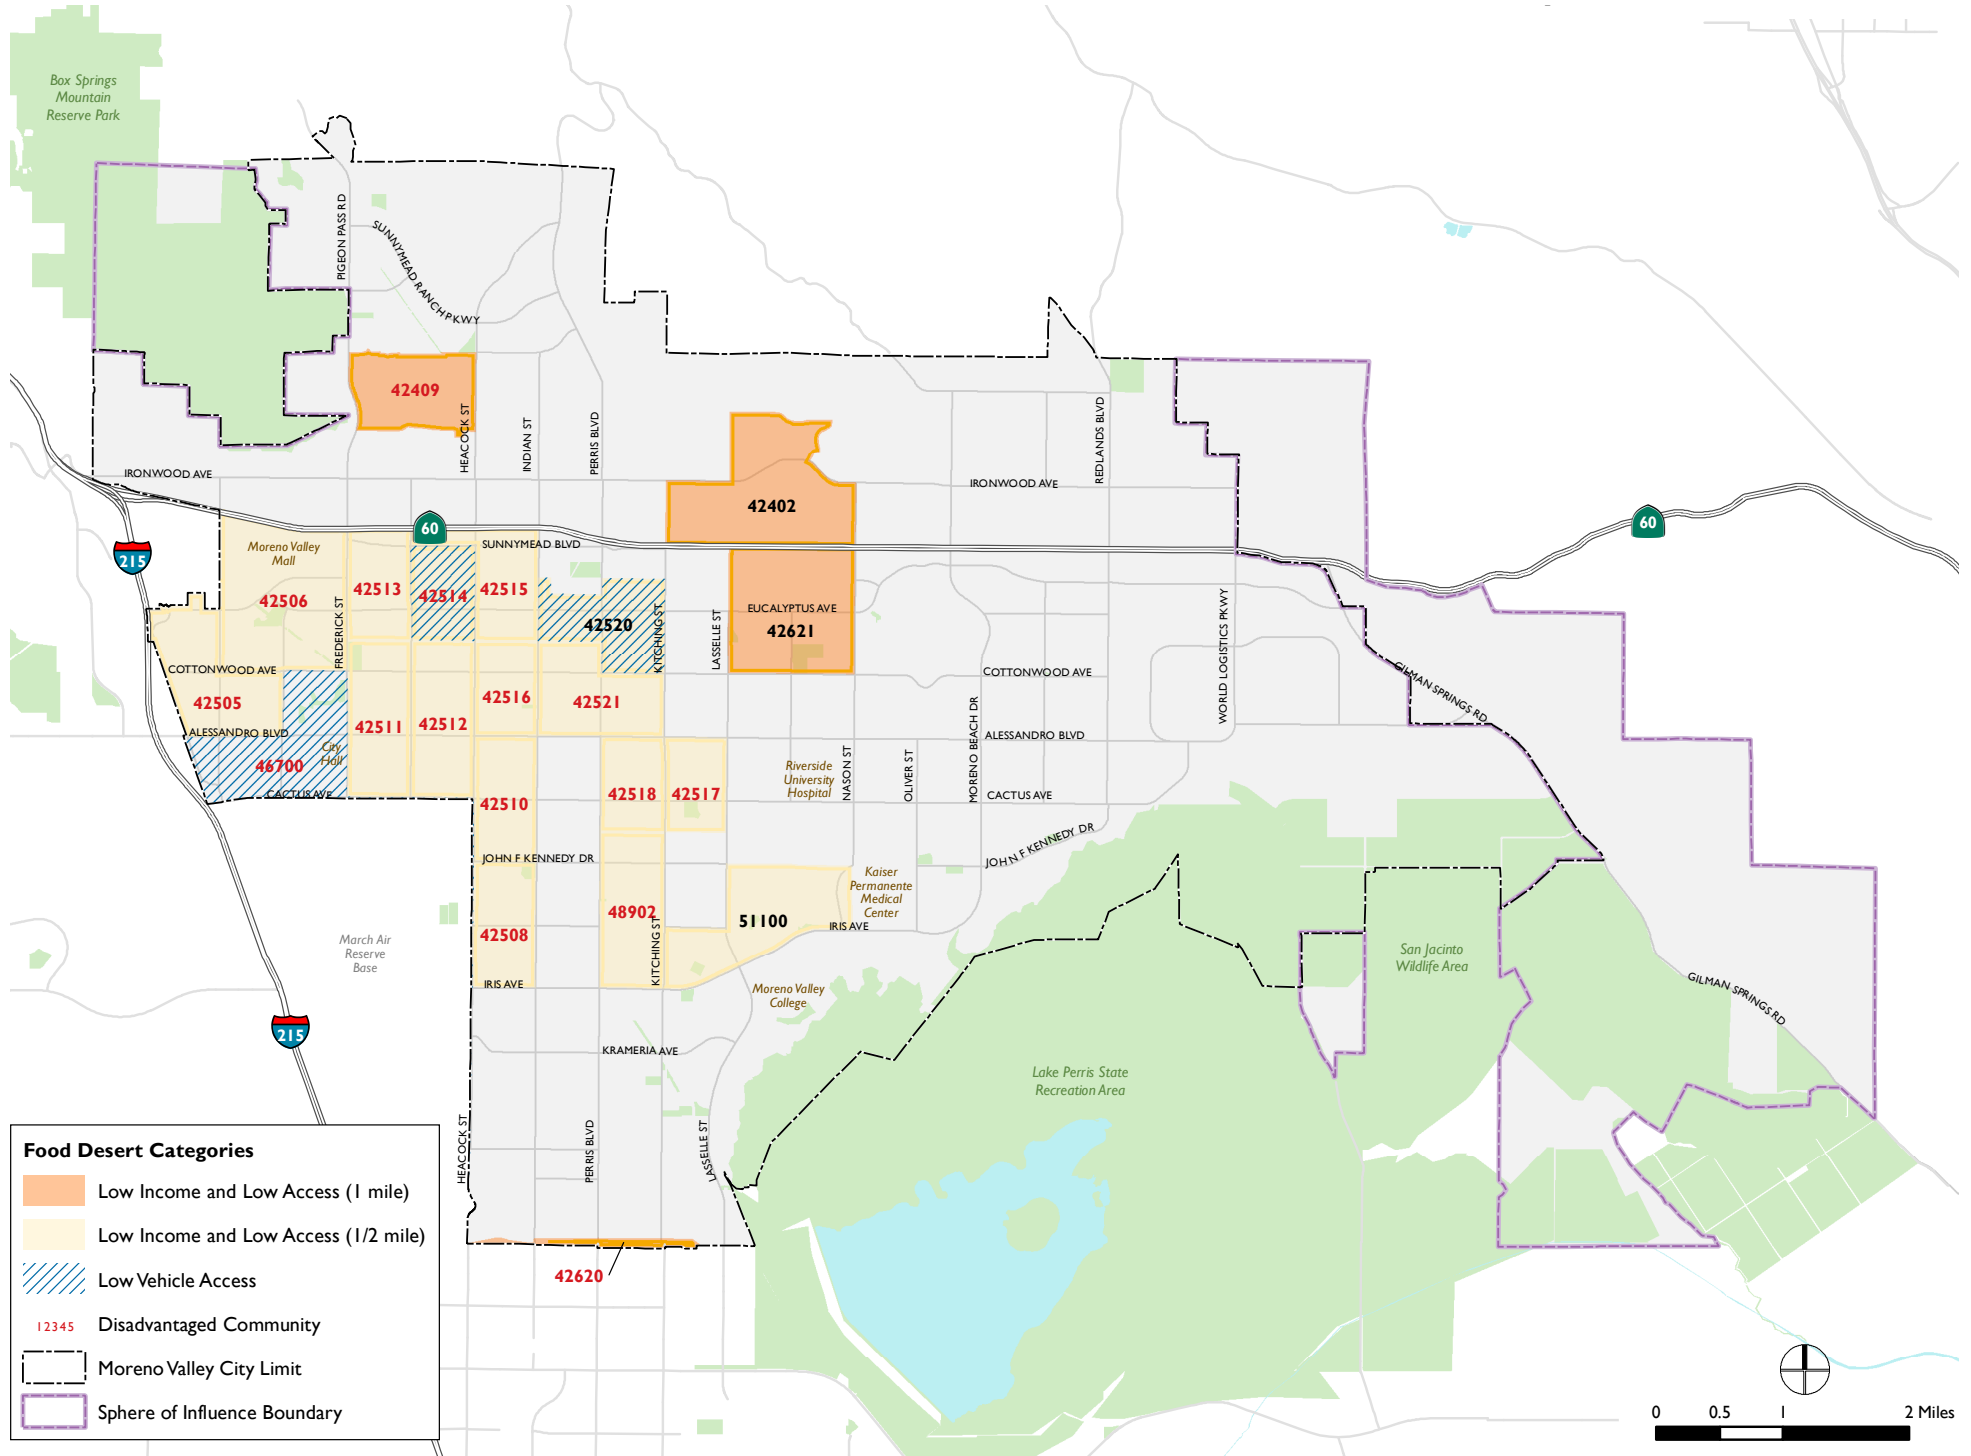 Box Springs
Mountain
Reserve Park
PIGEON PASS RD
SUNNYMEAD RANCH PKWY
42409
HEACOCK ST
INDIAN ST
PERRIS BLVD
REDLANDS BLVD
IRONWOOD AVE
IRONWOOD AVE
42402
60
60
215
SUNNYMEAD BLVD
Moreno Valley
Mall
42506
42513
42514
42515
42520
FREDERICK ST
KITCHING ST
LASSELLE ST
EUCALYPTUS AVE
42621
WORLD LOGISTICS PKWY
GILMAN SPRINGS RD
COTTONWOOD AVE
COTTONWOOD AVE
42505
42511
42512
42516
42521
ALESSANDRO BLVD
ALESSANDRO BLVD
MORENO BEACH DR
City
Hall
46700
CACTUS AVE
CACTUS AVE
42510
42518
42517
Riverside
University
Hospital
NASON ST
OLIVER ST
JOHN F KENNEDY DR
JOHN F KENNEDY DR
Kaiser
Permanente
Medical
Center
48902
KITCHING ST
51100
IRIS AVE
42508
IRIS AVE
March Air
Reserve
Base
Moreno Valley
College
San Jacinto
Wildlife Area
GILMAN SPRINGS RD
215
KRAMERIA AVE
Lake Perris State
Recreation Area
HEACOCK ST
PERRIS BLVD
LASSELLE ST
42620
Food Desert Categories
Low Income and Low Access (1 mile)
Low Income and Low Access (1/2 mile)
Low Vehicle Access
12345 Disadvantaged Community
Moreno Valley City Limit
Sphere of Influence Boundary
0 0.5 1 2 Miles